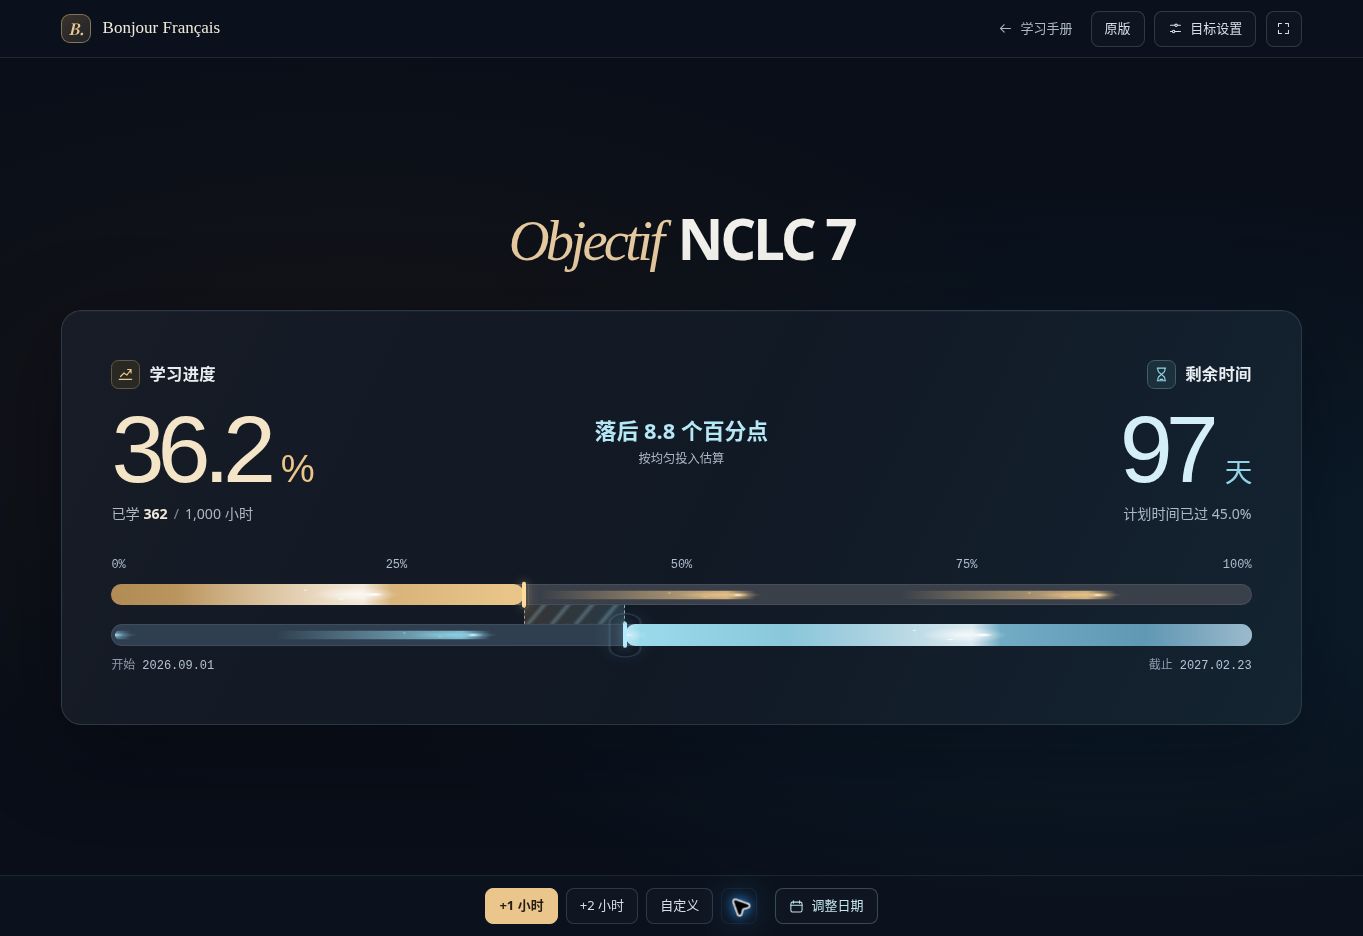 B. Bonjour Français
← 学习手册 原版 目标设置
Objectif NCLC 7
学习进度
剩余时间
36.2 %
落后 8.8 个百分点
按均匀投入估算
97 天
已学 362 / 1,000 小时
计划时间已过 45.0%
0% 25% 50% 75% 100%
开始 2026.09.01
截止 2027.02.23
+1 小时 +2 小时 自定义 调整日期